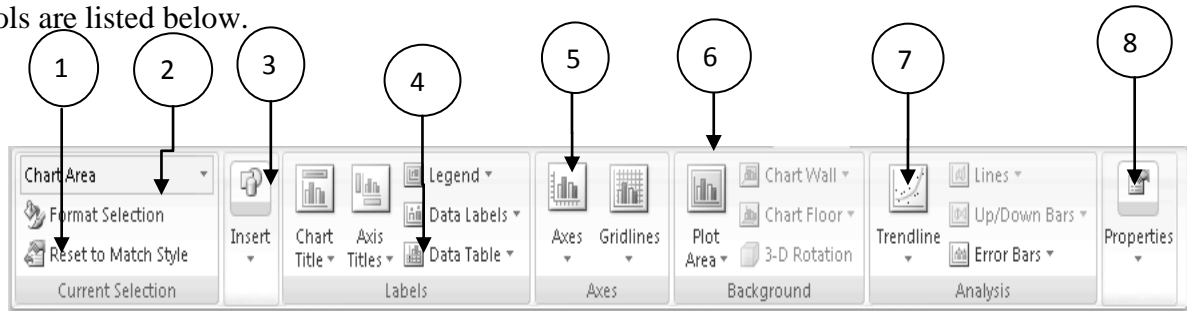 ols are listed below.
1 2 3 4 5 6 7 8
Chart Area
Format Selection
Reset to Match Style
Current Selection
Insert
Chart Title
Axis Titles
Legend
Data Labels
Data Table
Labels
Axes
Gridlines
Axes
Plot Area
Chart Wall
Chart Floor
3-D Rotation
Background
Trendline
Lines
Up/Down Bars
Error Bars
Analysis
Properties